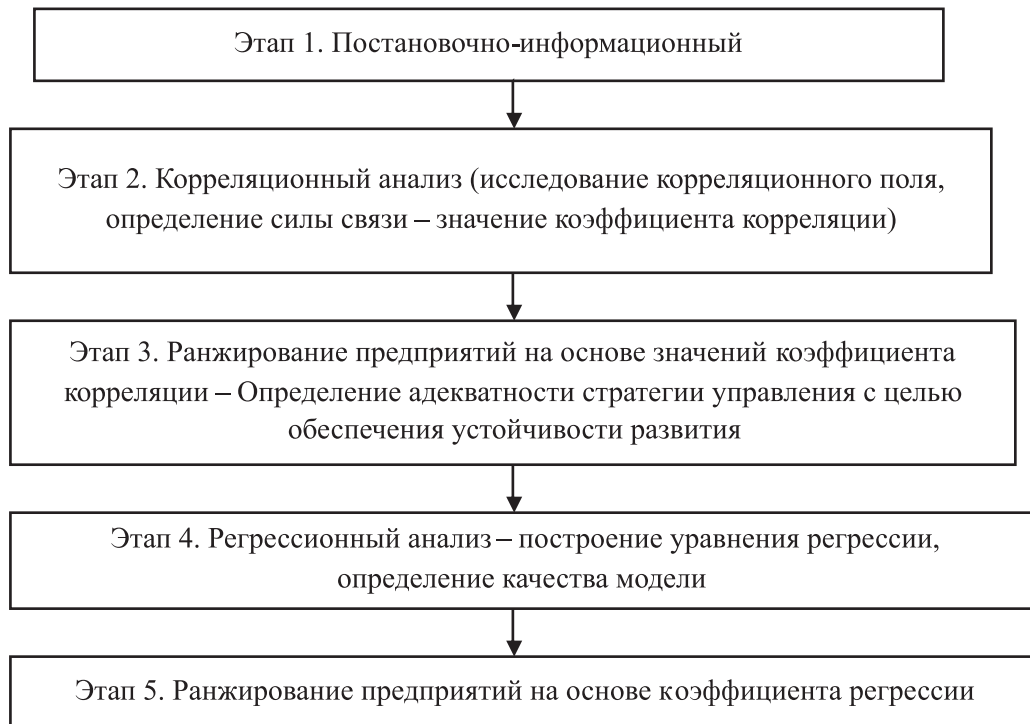 Этап 1. Постановочно-информационный
Этап 2. Корреляционный анализ (исследование корреляционного поля,
определение силы связи – значение коэффициента корреляции)
Этап 3. Ранжирование предприятий на основе значений коэффициента
корреляции – Определение адекватности стратегии управления с целью
обеспечения устойчивости развития
Этап 4. Регрессионный анализ – построение уравнения регрессии,
определение качества модели
Этап 5. Ранжирование предприятий на основе коэффициента регрессии